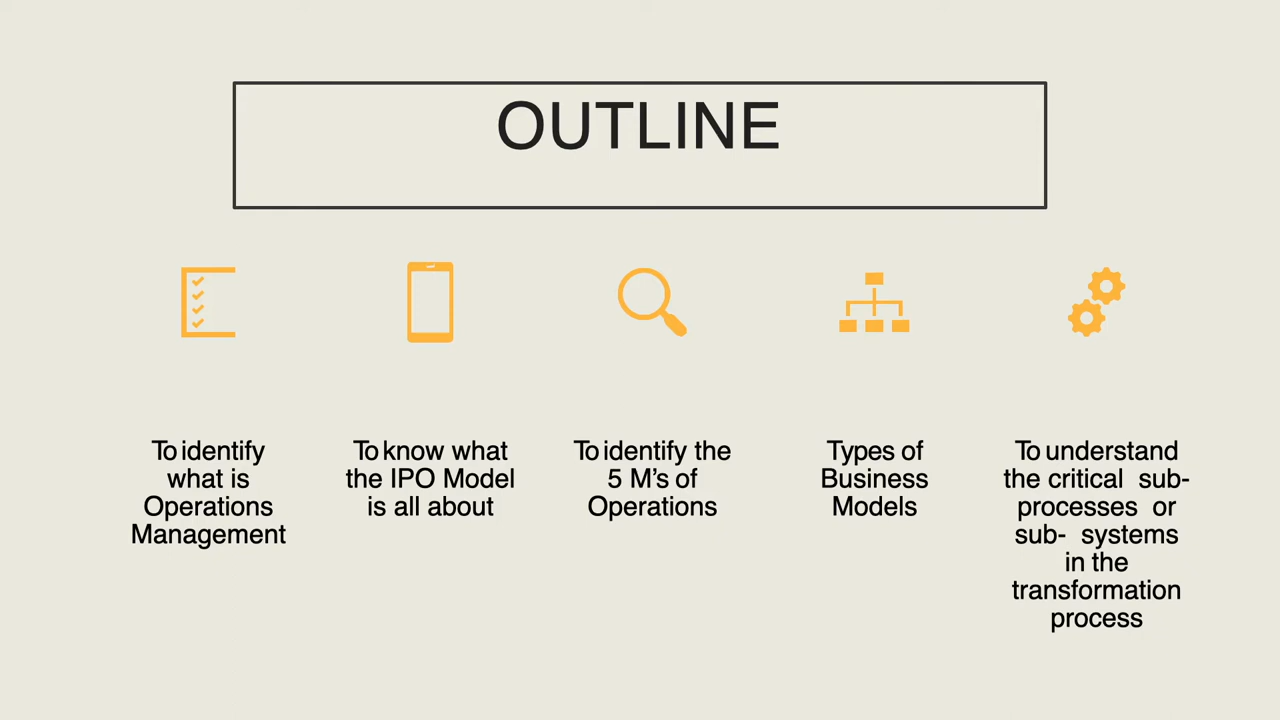 OUTLINE
To identify
what is
Operations
Management
To know what
the IPO Model
is all about
To identify the
5 M’s of
Operations
Types of
Business
Models
To understand
the critical sub-
processes or
sub- systems
in the
transformation
process